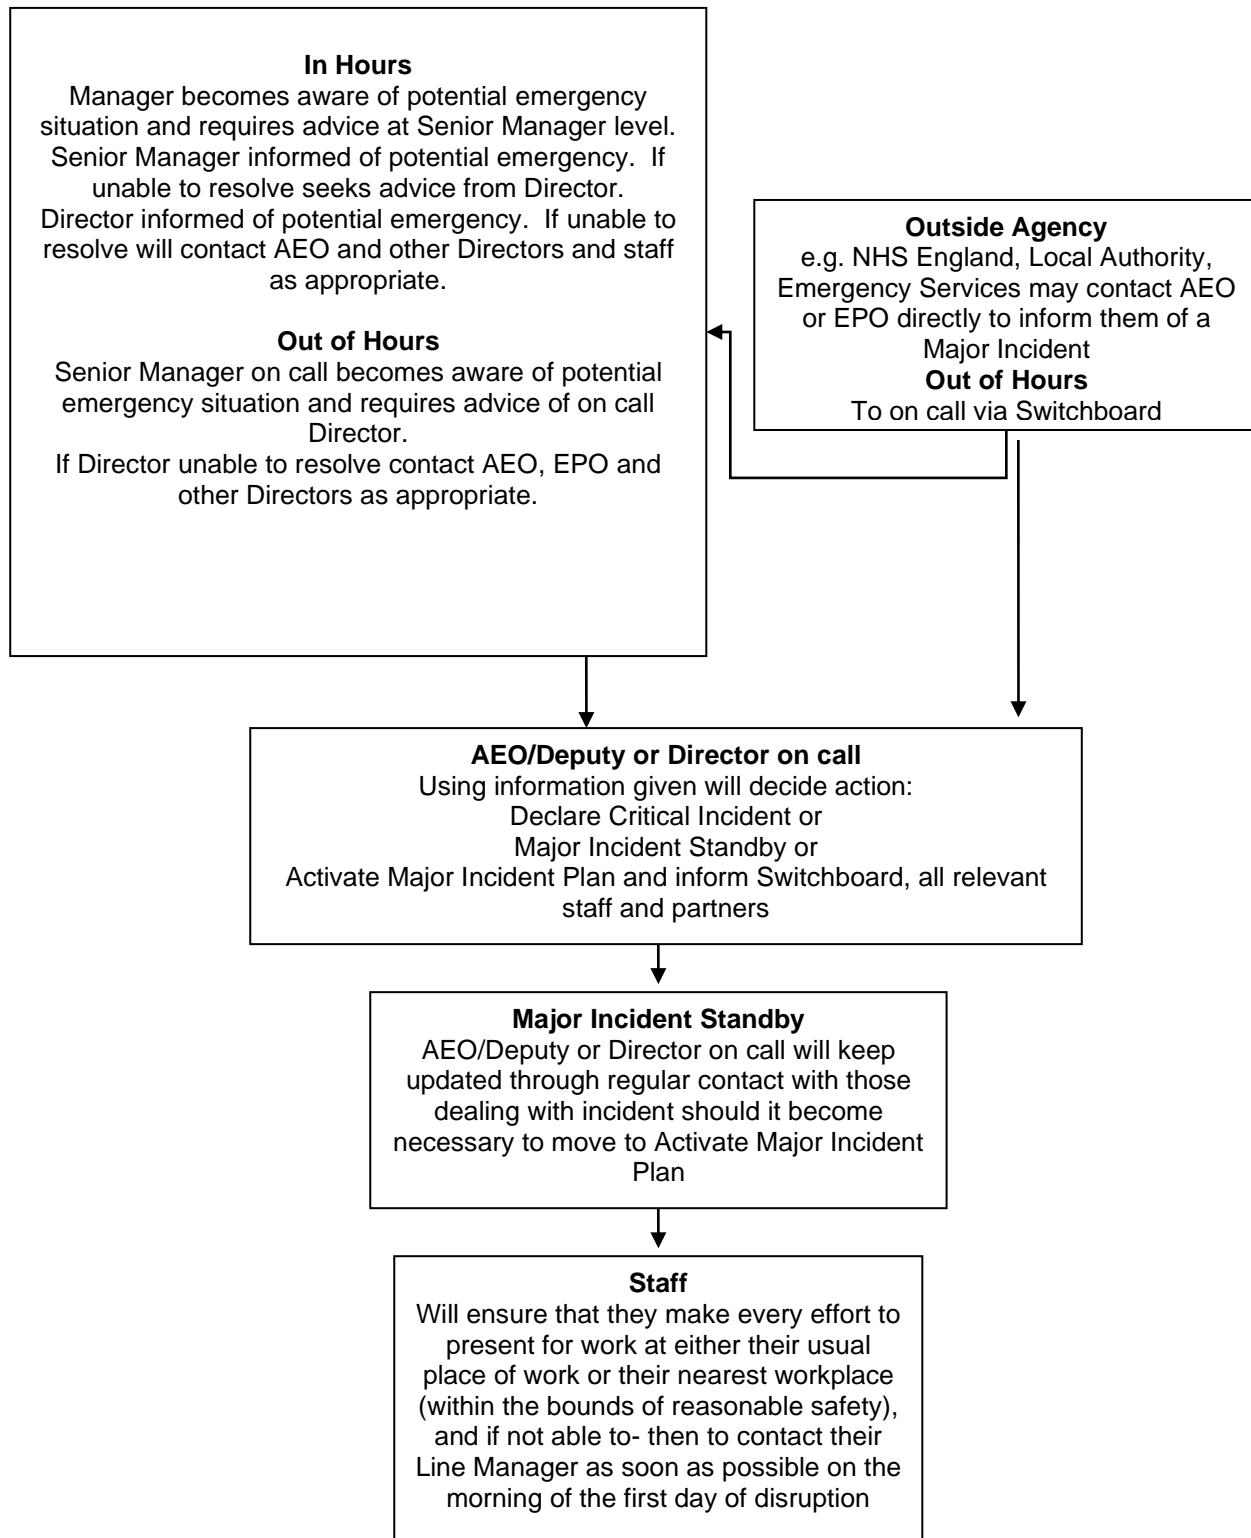 In Hours
Manager becomes aware of potential emergency
situation and requires advice at Senior Manager level.
Senior Manager informed of potential emergency.  If
unable to resolve seeks advice from Director.
Director informed of potential emergency.  If unable to
resolve will contact AEO and other Directors and staff
as appropriate.
Out of Hours
Senior Manager on call becomes aware of potential
emergency situation and requires advice of on call
Director.
If Director unable to resolve contact AEO, EPO and
other Directors as appropriate.
Outside Agency
e.g. NHS England, Local Authority,
Emergency Services may contact AEO
or EPO directly to inform them of a
Major Incident
Out of Hours
To on call via Switchboard
AEO/Deputy or Director on call
Using information given will decide action:
Declare Critical Incident or
Major Incident Standby or
Activate Major Incident Plan and inform Switchboard, all relevant
staff and partners
Major Incident Standby
AEO/Deputy or Director on call will keep
updated through regular contact with those
dealing with incident should it become
necessary to move to Activate Major Incident
Plan
Staff
Will ensure that they make every effort to
present for work at either their usual
place of work or their nearest workplace
(within the bounds of reasonable safety),
and if not able to- then to contact their
Line Manager as soon as possible on the
morning of the first day of disruption